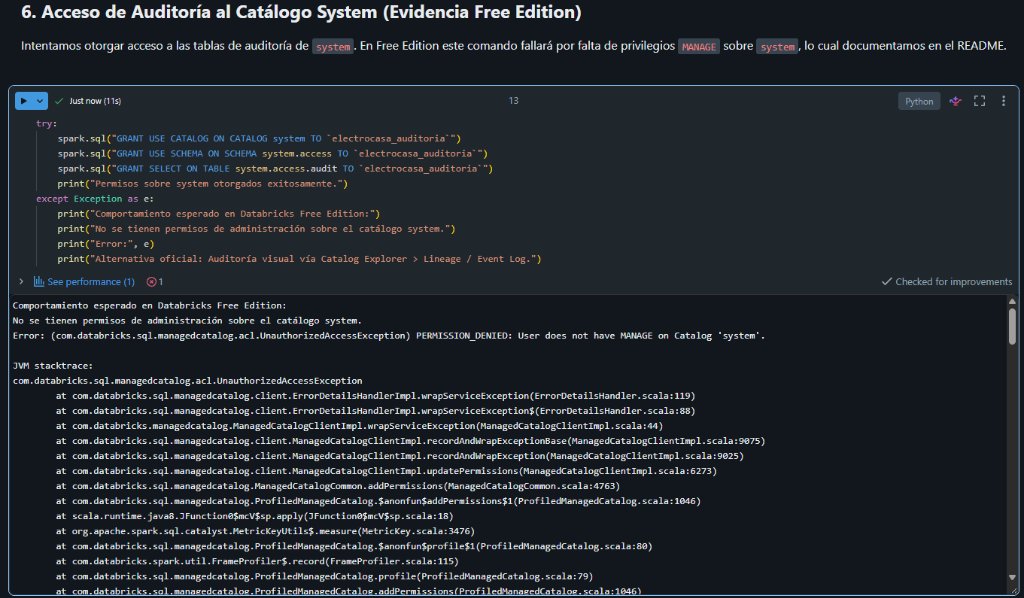 6. Acceso de Auditoría al Catálogo System (Evidencia Free Edition)
Intentamos otorgar acceso a las tablas de auditoría de system. En Free Edition este comando fallará por falta de privilegios MANAGE sobre system, lo cual documentamos en el README.
Just now (11s)
13
Python
try:
    spark.sql("GRANT USE CATALOG ON CATALOG system TO `electrocasa_auditoria`")
    spark.sql("GRANT USE SCHEMA ON SCHEMA system.access TO `electrocasa_auditoria`")
    spark.sql("GRANT SELECT ON TABLE system.access.audit TO `electrocasa_auditoria`")
    print("Permisos sobre system otorgados exitosamente.")
except Exception as e:
    print("Comportamiento esperado en Databricks Free Edition:")
    print("No se tienen permisos de administración sobre el catálogo system.")
    print("Error:", e)
    print("Alternativa oficial: Auditoría visual vía Catalog Explorer > Lineage / Event Log.")
See performance (1) 1
Checked for improvements
Comportamiento esperado en Databricks Free Edition:
No se tienen permisos de administración sobre el catálogo system.
Error: (com.databricks.sql.managedcatalog.acl.UnauthorizedAccessException) PERMISSION_DENIED: User does not have MANAGE on Catalog 'system'.
JVM stacktrace:
com.databricks.sql.managedcatalog.acl.UnauthorizedAccessException
        at com.databricks.sql.managedcatalog.client.ErrorDetailsHandlerImpl.wrapServiceException(ErrorDetailsHandler.scala:119)
        at com.databricks.sql.managedcatalog.client.ErrorDetailsHandlerImpl.wrapServiceException$(ErrorDetailsHandler.scala:88)
        at com.databricks.managedcatalog.ManagedCatalogClientImpl.wrapServiceException(ManagedCatalogClientImpl.scala:44)
        at com.databricks.sql.managedcatalog.client.ManagedCatalogClientImpl.recordAndWrapExceptionBase(ManagedCatalogClientImpl.scala:9075)
        at com.databricks.sql.managedcatalog.client.ManagedCatalogClientImpl.recordAndWrapException(ManagedCatalogClientImpl.scala:9025)
        at com.databricks.sql.managedcatalog.client.ManagedCatalogClientImpl.updatePermissions(ManagedCatalogClientImpl.scala:6273)
        at com.databricks.sql.managedcatalog.ManagedCatalogCommon.addPermissions(ManagedCatalogCommon.scala:4763)
        at com.databricks.sql.managedcatalog.ProfiledManagedCatalog.$anonfun$addPermissions$1(ProfiledManagedCatalog.scala:1046)
        at scala.runtime.java8.JFunction0$mcV$sp.apply(JFunction0$mcV$sp.scala:18)
        at org.apache.spark.sql.catalyst.MetricKeyUtils$.measure(MetricKey.scala:3476)
        at com.databricks.sql.managedcatalog.ProfiledManagedCatalog.$anonfun$profile$1(ProfiledManagedCatalog.scala:80)
        at com.databricks.spark.util.FrameProfiler$.record(FrameProfiler.scala:115)
        at com.databricks.sql.managedcatalog.ProfiledManagedCatalog.profile(ProfiledManagedCatalog.scala:79)
        at com.databricks.sql.managedcatalog.ProfiledManagedCatalog.addPermissions(ProfiledManagedCatalog.scala:1046)